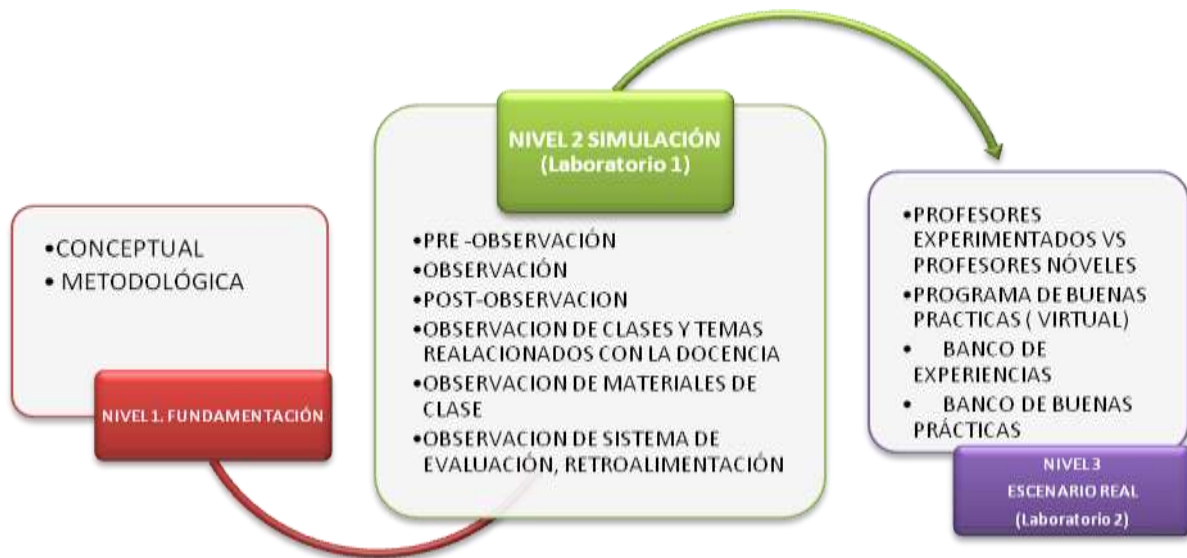 •CONCEPTUAL
• METODOLÓGICA
NIVEL 1. FUNDAMENTACIÓN
NIVEL 2 SIMULACIÓN
(Laboratorio 1)
•PRE -OBSERVACIÓN
•OBSERVACIÓN
•POST-OBSERVACION
•OBSERVACION DE CLASES Y TEMAS
REALACIONADOS CON LA DOCENCIA
•OBSERVACION DE MATERIALES DE
CLASE
•OBSERVACION DE SISTEMA DE
EVALUACIÓN, RETROALIMENTACIÓN
•PROFESORES
EXPERIMENTADOS VS
PROFESORES NÓVELES
•PROGRAMA DE BUENAS
PRACTICAS ( VIRTUAL)
• BANCO DE
EXPERIENCIAS
• BANCO DE BUENAS
PRÁCTICAS
NIVEL 3
ESCENARIO REAL
(Laboratorio 2)